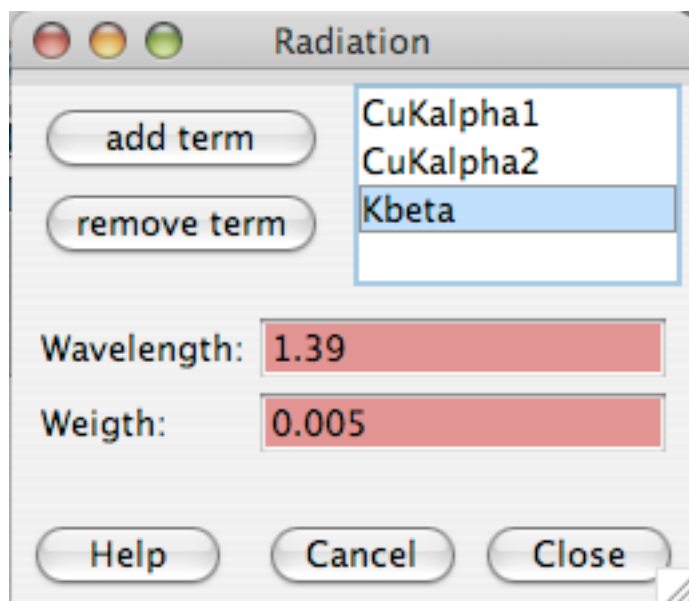 Radiation
add term
remove term
CuKalpha1
CuKalpha2
Kbeta
Wavelength: 1.39
Weigth: 0.005
Help Cancel Close